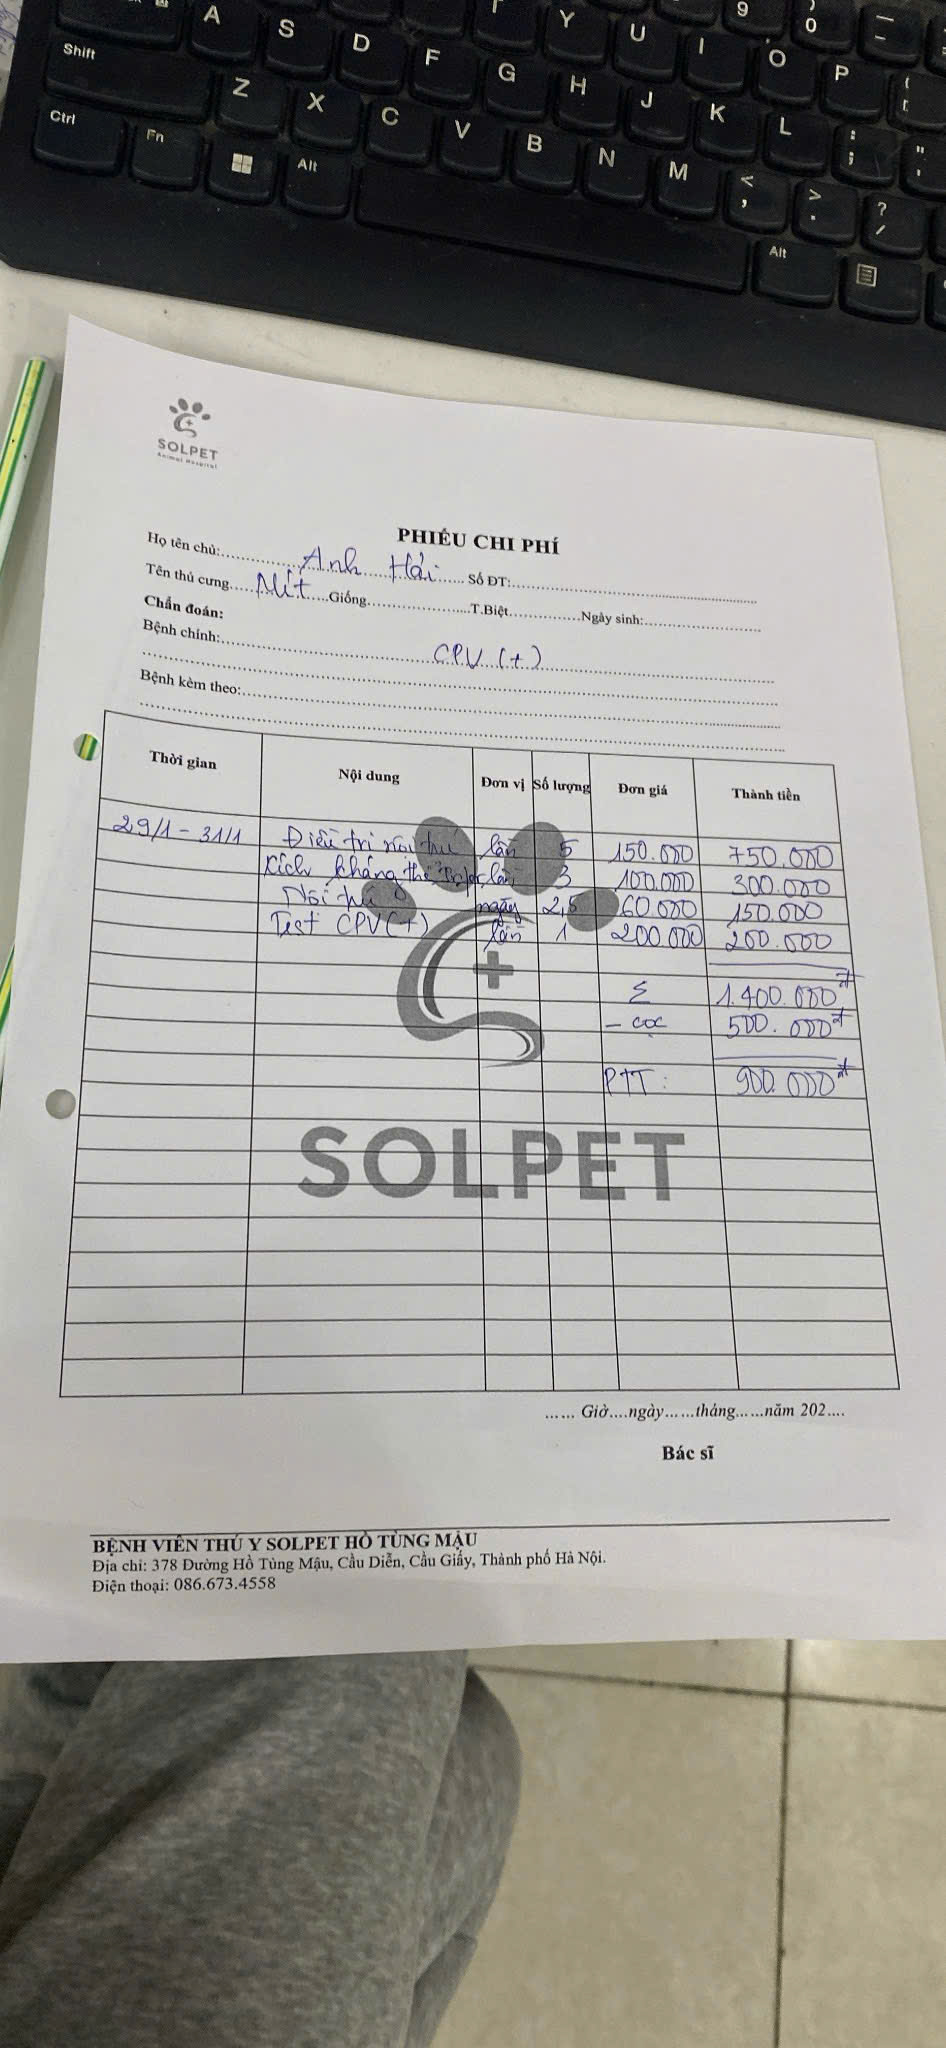 9 0
A S D F G H J K L
Y U I O P
Shift Z X C V B N M < , > . ? /
Ctrl Fn Alt Alt
SOLPET
Animal Hospital
PHIẾU CHI PHÍ
Họ tên chủ: Anh Hải Số ĐT:
Tên thú cưng Mít Giống T.Biệt Ngày sinh:
Chẩn đoán:
Bệnh chính: CPV (+)
Bệnh kèm theo:
Thời gian Nội dung Đơn vị Số lượng Đơn giá Thành tiền
29/1 - 31/1 Điều trị nội trú lần 5 150.000 750.000
Kích kháng thể lần 3 100.000 300.000
Nội trú ngày 2,5 60.000 150.000
Test CPV (+) lần 1 200.000 200.000
Σ 1.400.000đ
- cọc 500.000đ
PTT: 900.000đ
SOLPET
...... Giờ....ngày......tháng......năm 202....
Bác sĩ
BỆNH VIỆN THÚ Y SOLPET HỒ TÙNG MẬU
Địa chỉ: 378 Đường Hồ Tùng Mậu, Cầu Diễn, Cầu Giấy, Thành phố Hà Nội.
Điện thoại: 086.673.4558